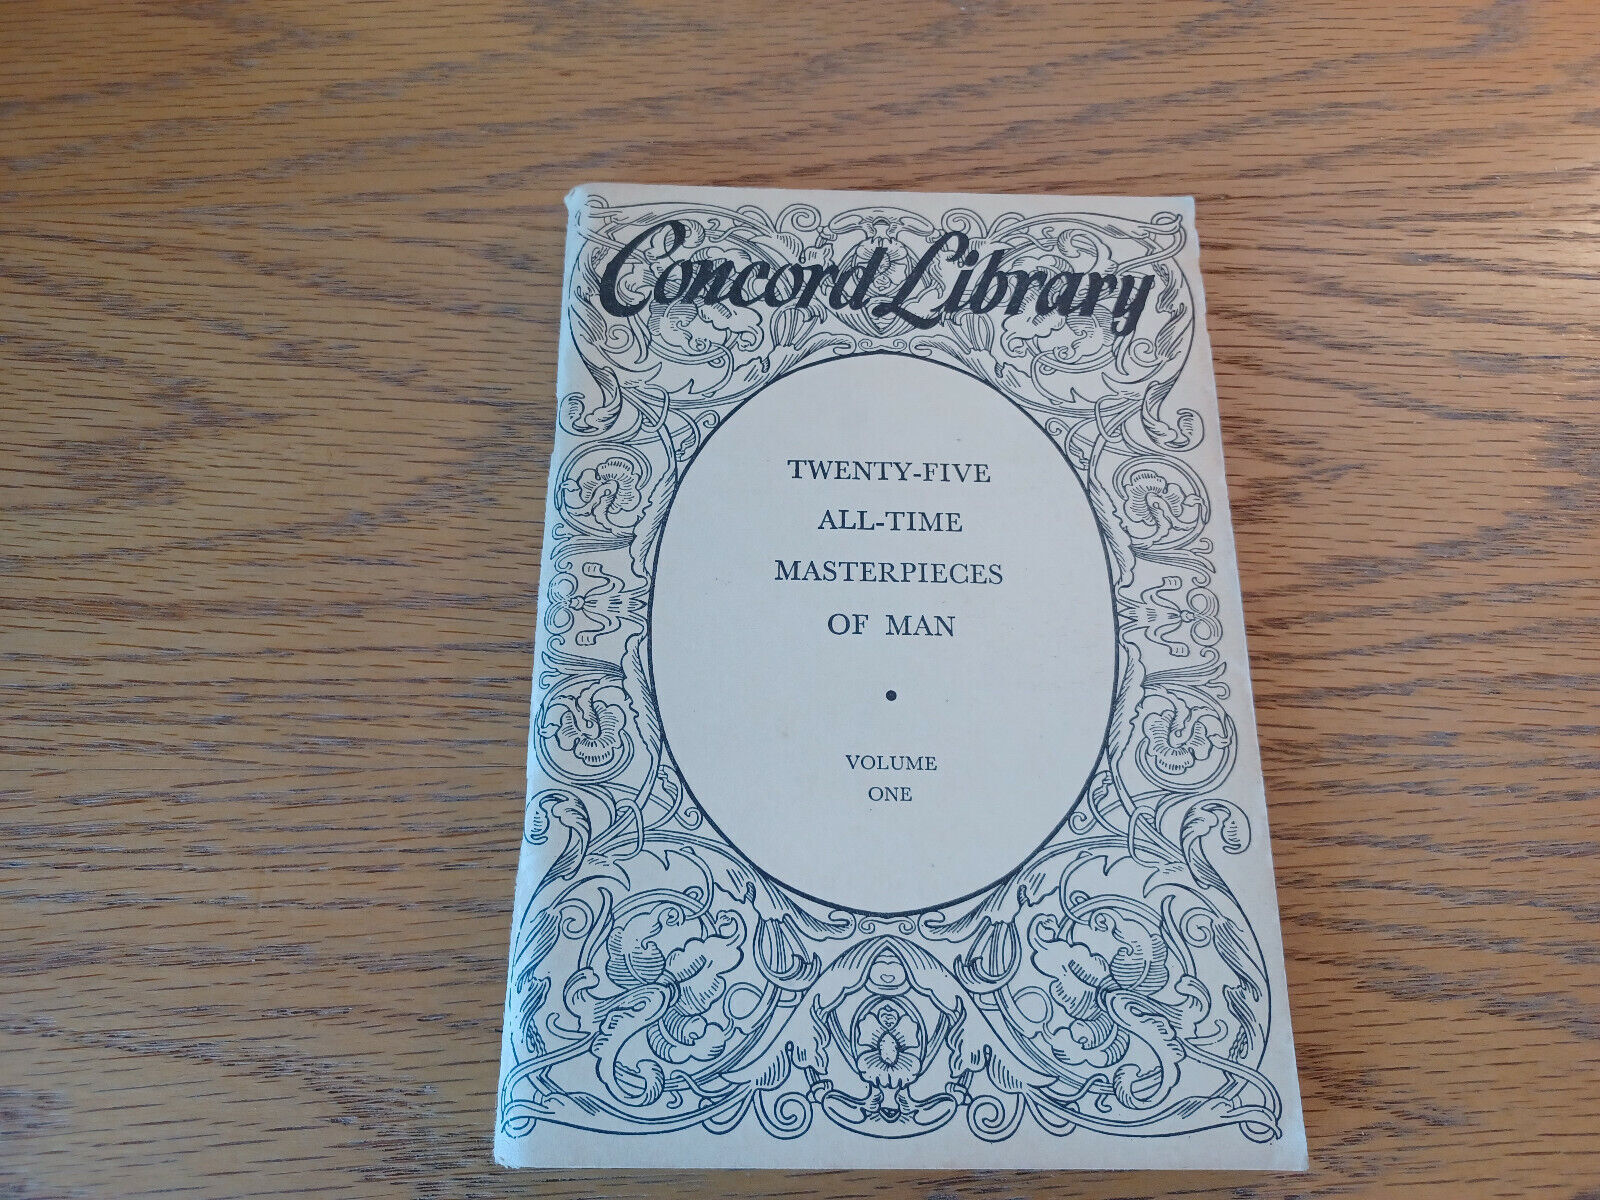 Concord Library
TWENTY-FIVE
ALL-TIME
MASTERPIECES
OF MAN
•
VOLUME
ONE